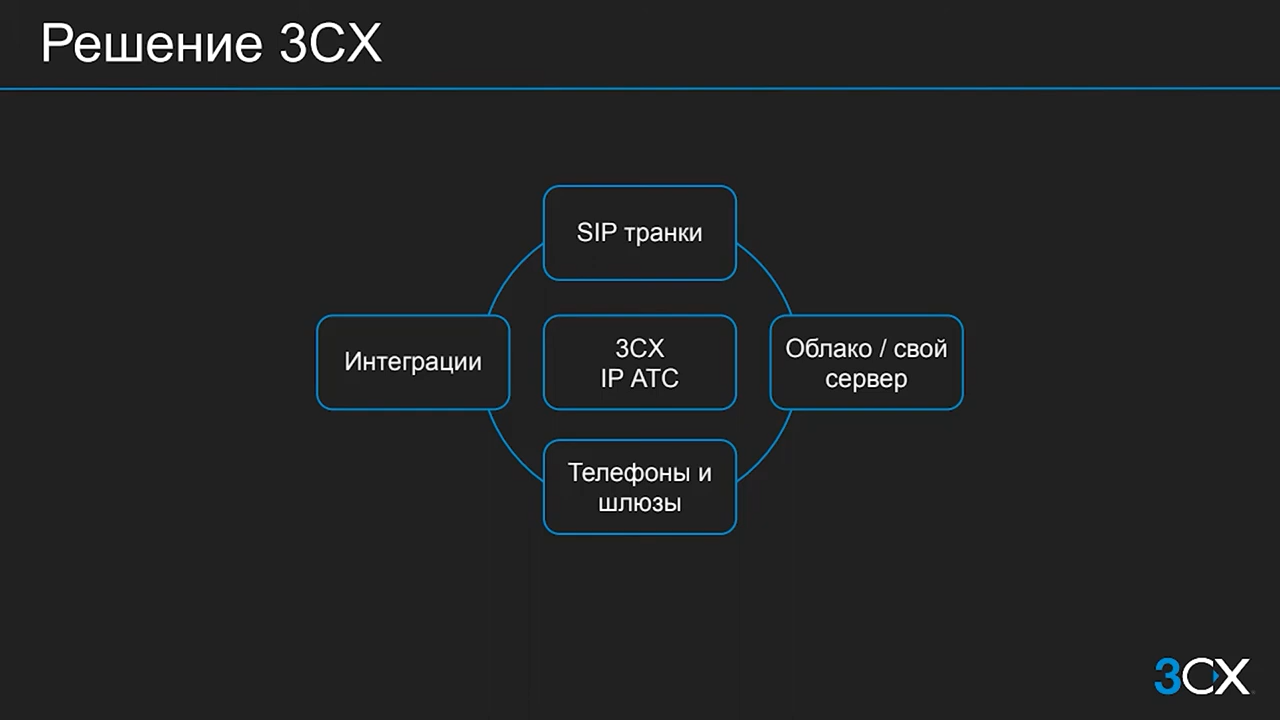 Решение 3CX
SIP транки
Интеграции
3CX
IP АТС
Облако / свой
сервер
Телефоны и
шлюзы
3CX